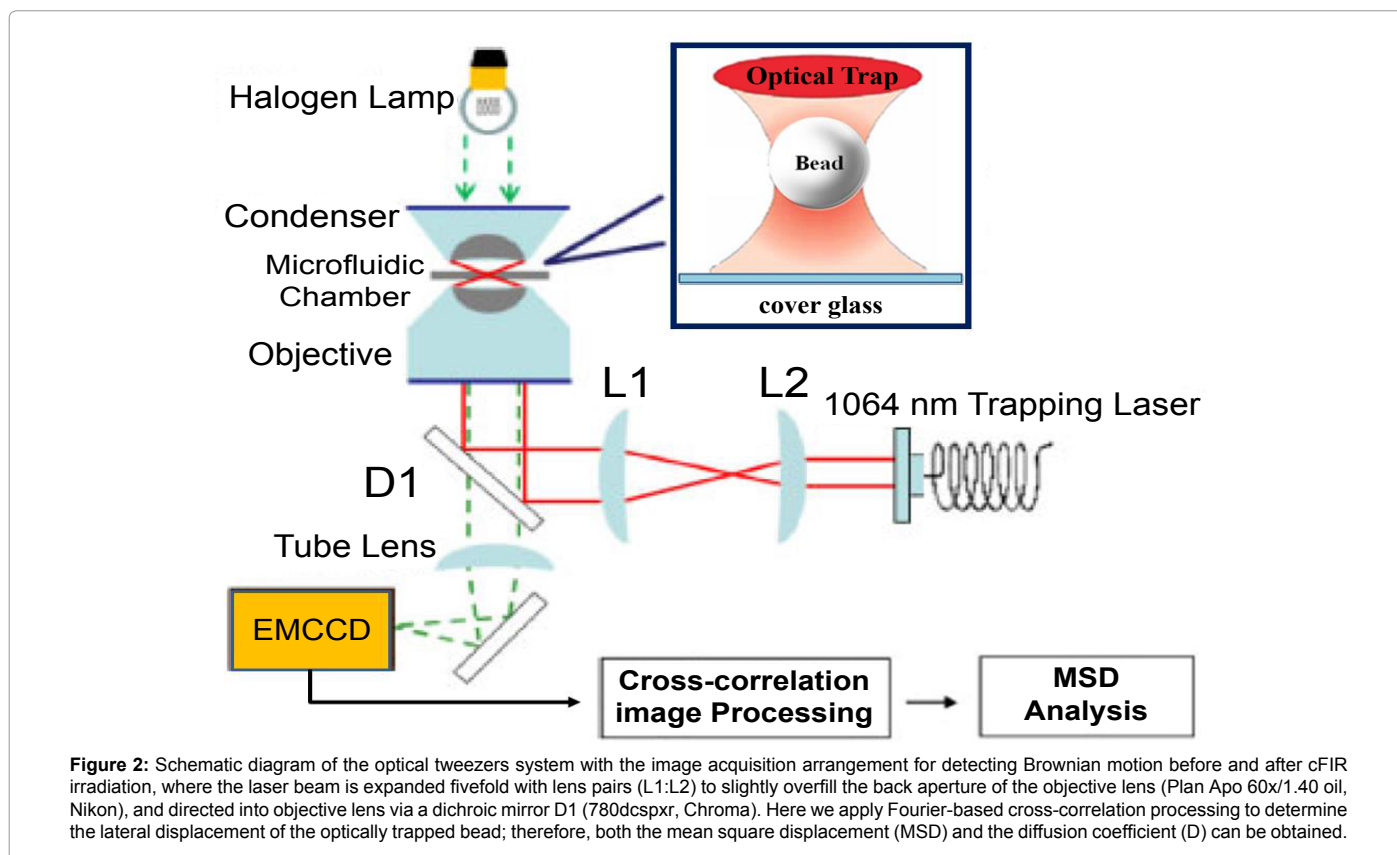 Halogen Lamp
Optical Trap
Bead
cover glass
Condenser
Microfluidic
Chamber
Objective
L1
L2
1064 nm Trapping Laser
D1
Tube Lens
EMCCD
Cross-correlation
image Processing
MSD
Analysis
Figure 2: Schematic diagram of the optical tweezers system with the image acquisition arrangement for detecting Brownian motion before and after cFIR
irradiation, where the laser beam is expanded fivefold with lens pairs (L1:L2) to slightly overfill the back aperture of the objective lens (Plan Apo 60x/1.40 oil,
Nikon), and directed into objective lens via a dichroic mirror D1 (780dcspxr, Chroma). Here we apply Fourier-based cross-correlation processing to determine
the lateral displacement of the optically trapped bead; therefore, both the mean square displacement (MSD) and the diffusion coefficient (D) can be obtained.